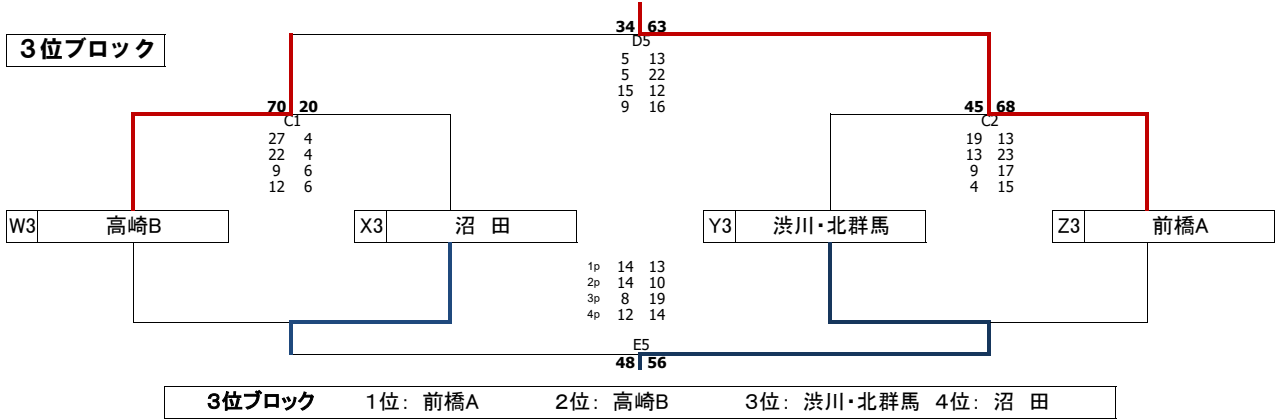 34 63
D5
3位ブロック
5 13
5 22
15 12
9 16
70 20
C1
27 4
22 4
9 6
12 6
45 68
C2
19 13
13 23
9 17
4 15
W3 高崎B
X3 沼 田
Y3 渋川・北群馬
Z3 前橋A
1p 14 13
2p 14 10
3p 8 19
4p 12 14
E5
48 56
3位ブロック 1位: 前橋A 2位: 高崎B 3位: 渋川・北群馬 4位: 沼 田